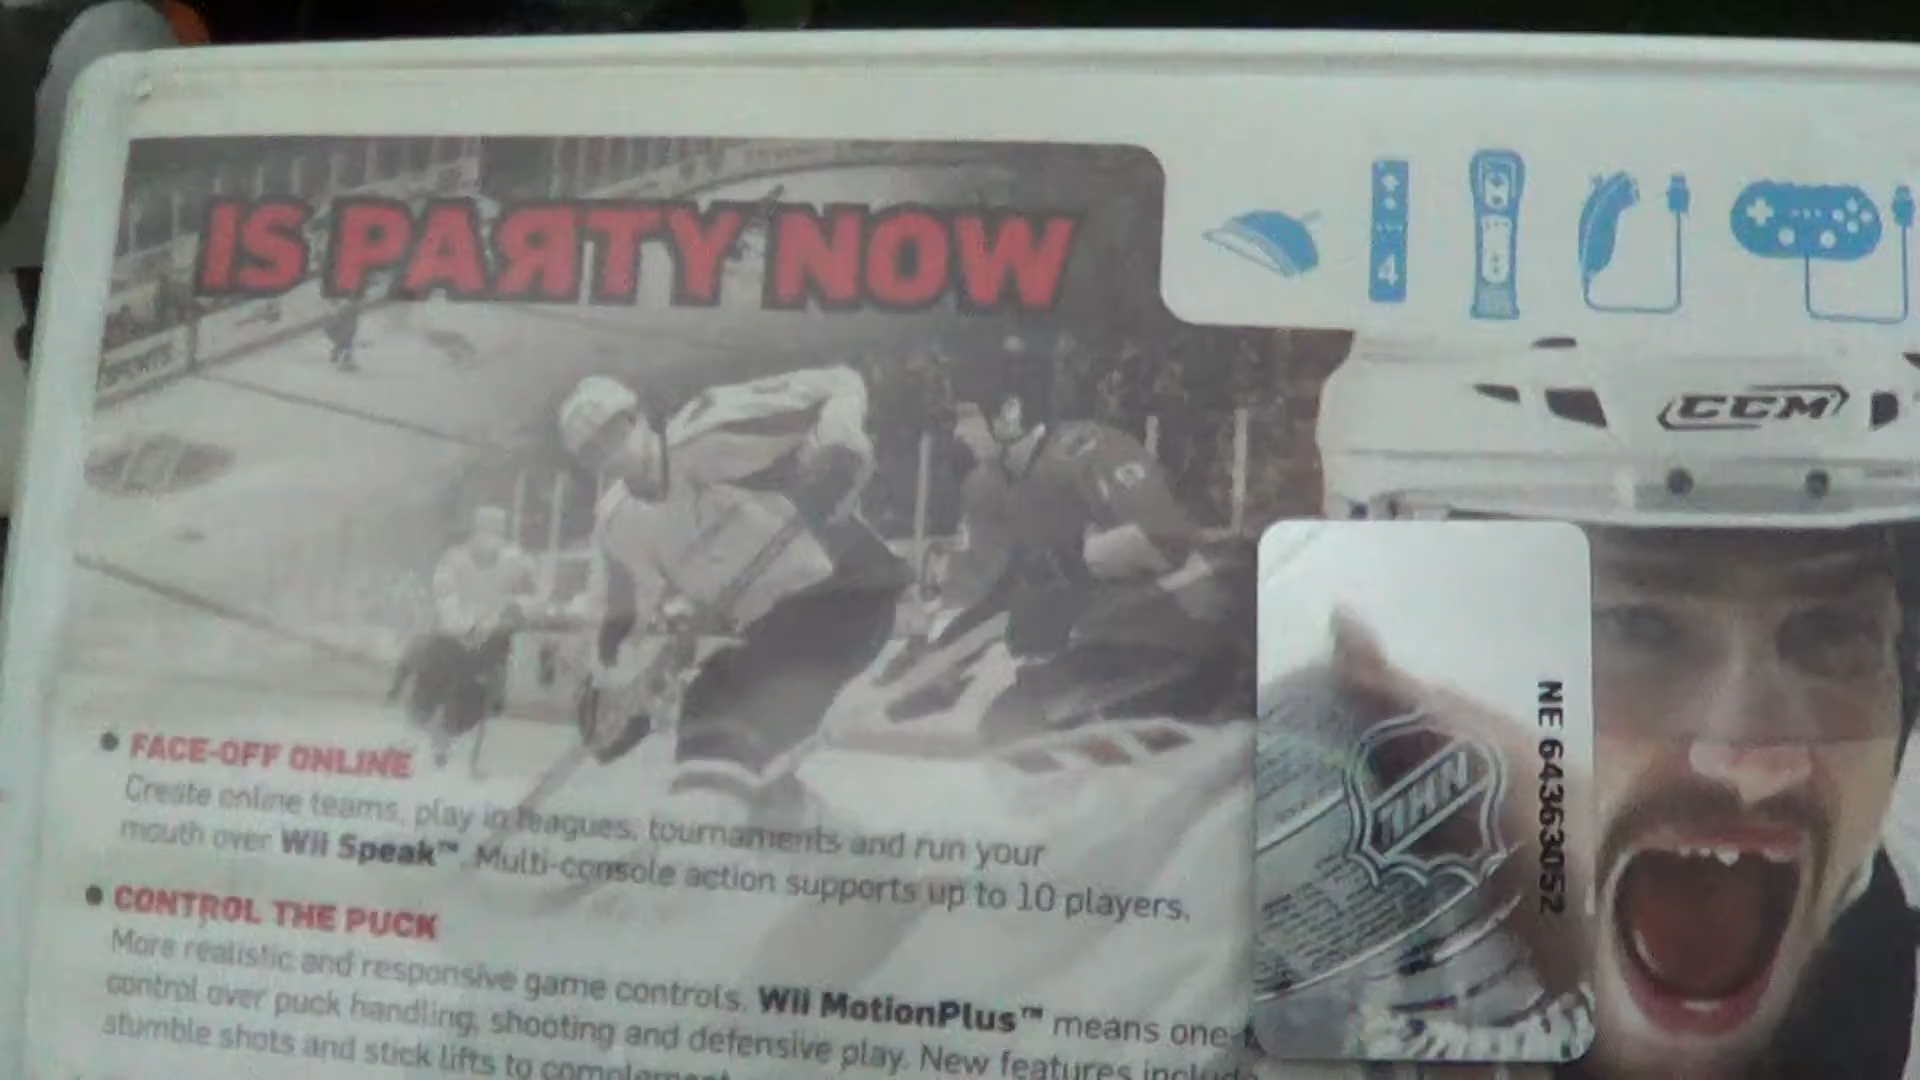 IS PAЯTY NOW
4
CCM
SPORTS
NHL
NE 64363052
• FACE-OFF ONLINE
Create online teams, play in leagues, tournaments and run your
mouth over Wii Speak™. Multi-console action supports up to 10 players.
• CONTROL THE PUCK
More realistic and responsive game controls. Wii MotionPlus™ means one-
control over puck handling, shooting and defensive play. New features include
stumble shots and stick lifts to complement